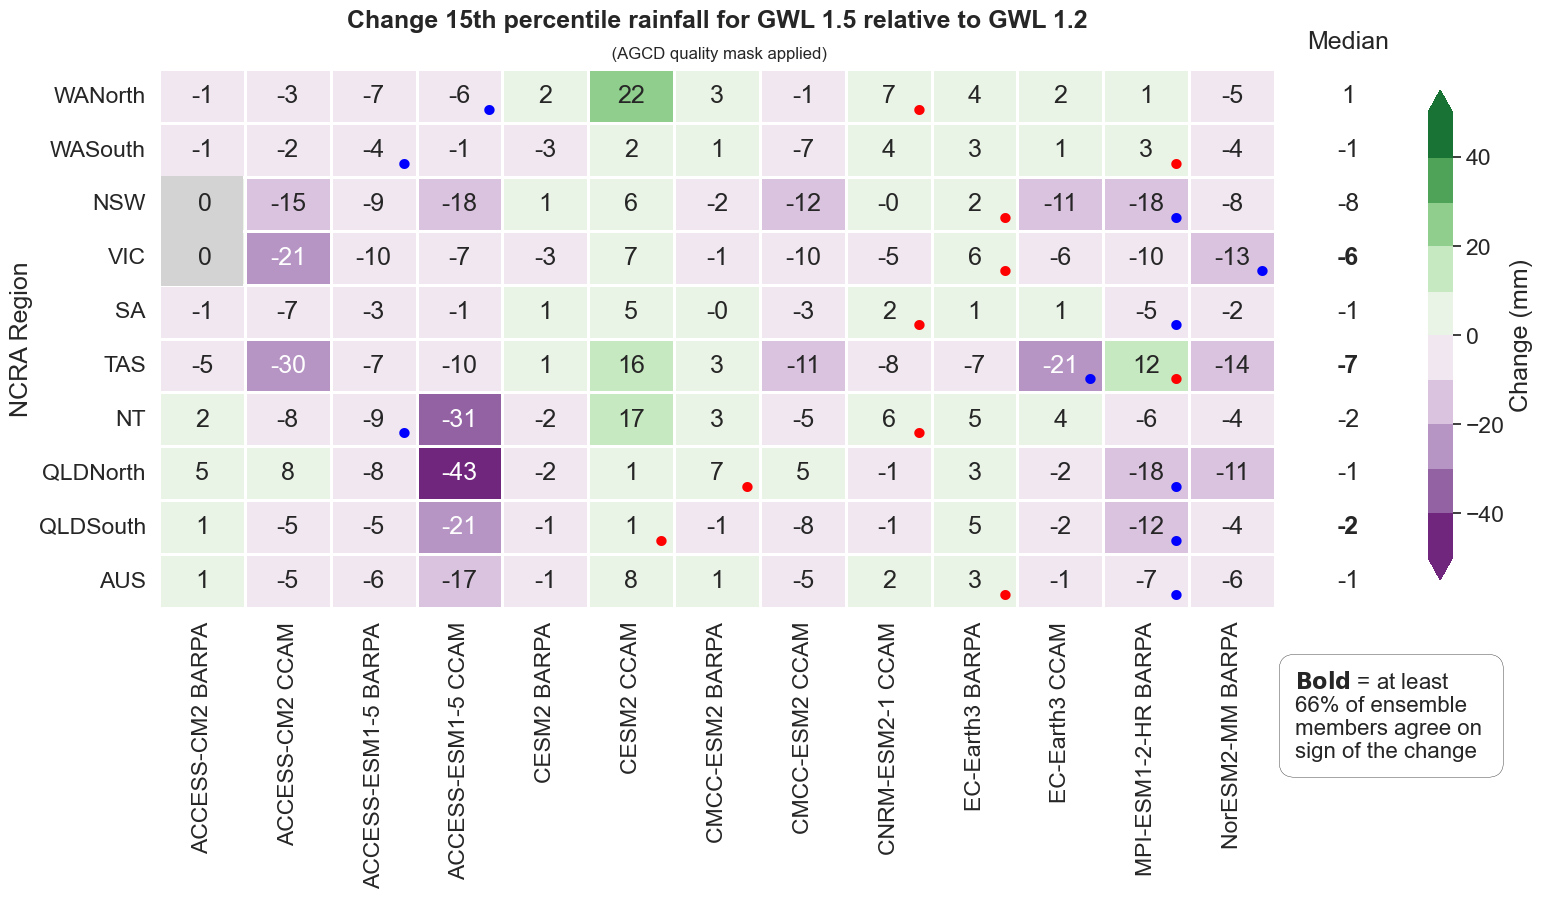 Change 15th percentile rainfall for GWL 1.5 relative to GWL 1.2
(AGCD quality mask applied)
Median
WANorth -1 -3 -7 -6 2 22 3 -1 7 4 2 1 -5 1
WASouth -1 -2 -4 -1 -3 2 1 -7 4 3 1 3 -4 -1
NSW 0 -15 -9 -18 1 6 -2 -12 -0 2 -11 -18 -8 -8
VIC 0 -21 -10 -7 -3 7 -1 -10 -5 6 -6 -10 -13 -6
SA -1 -7 -3 -1 1 5 -0 -3 2 1 1 -5 -2 -1
TAS -5 -30 -7 -10 1 16 3 -11 -8 -7 -21 12 -14 -7
NT 2 -8 -9 -31 -2 17 3 -5 6 5 4 -6 -4 -2
QLDNorth 5 8 -8 -43 -2 1 7 5 -1 3 -2 -18 -11 -1
QLDSouth 1 -5 -5 -21 -1 1 -1 -8 -1 5 -2 -12 -4 -2
AUS 1 -5 -6 -17 -1 8 1 -5 2 3 -1 -7 -6 -1
NCRA Region
ACCESS-CM2 BARPA
ACCESS-CM2 CCAM
ACCESS-ESM1-5 BARPA
ACCESS-ESM1-5 CCAM
CESM2 BARPA
CESM2 CCAM
CMCC-ESM2 BARPA
CMCC-ESM2 CCAM
CNRM-ESM2-1 CCAM
EC-Earth3 BARPA
EC-Earth3 CCAM
MPI-ESM1-2-HR BARPA
NorESM2-MM BARPA
40
20
0
−20
−40
Change (mm)
Bold = at least
66% of ensemble
members agree on
sign of the change